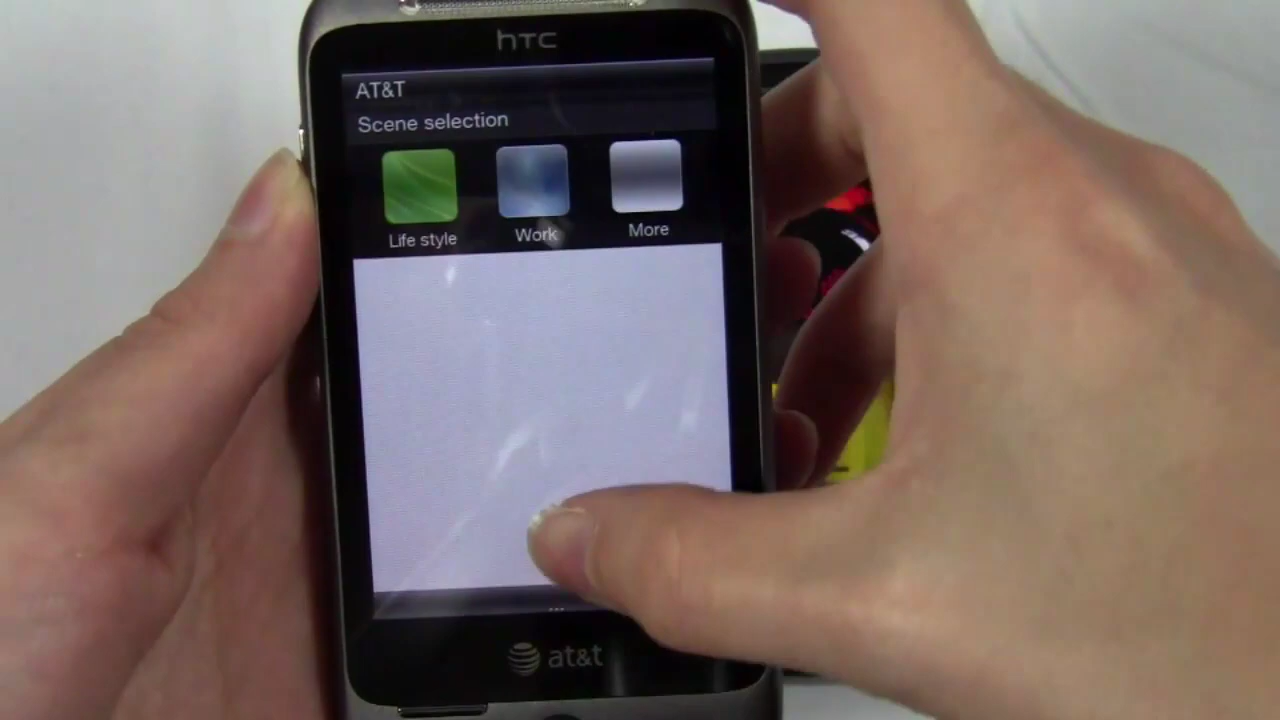 hTC
AT&T
Scene selection
Life style
Work
More
at&t